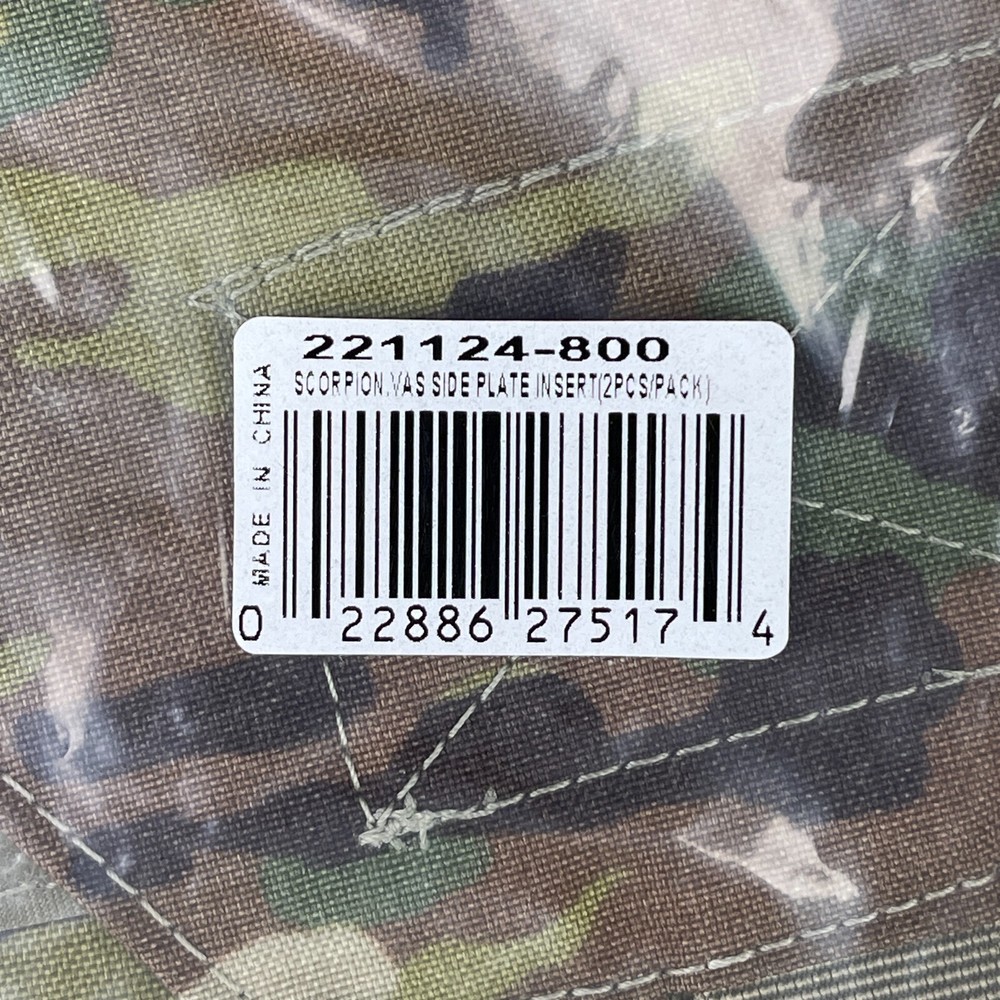 221124-800
SCORPION.VAS SIDE PLATE INSERT(2PCS/PACK)
MADE IN CHINA
0 22886 27517 4